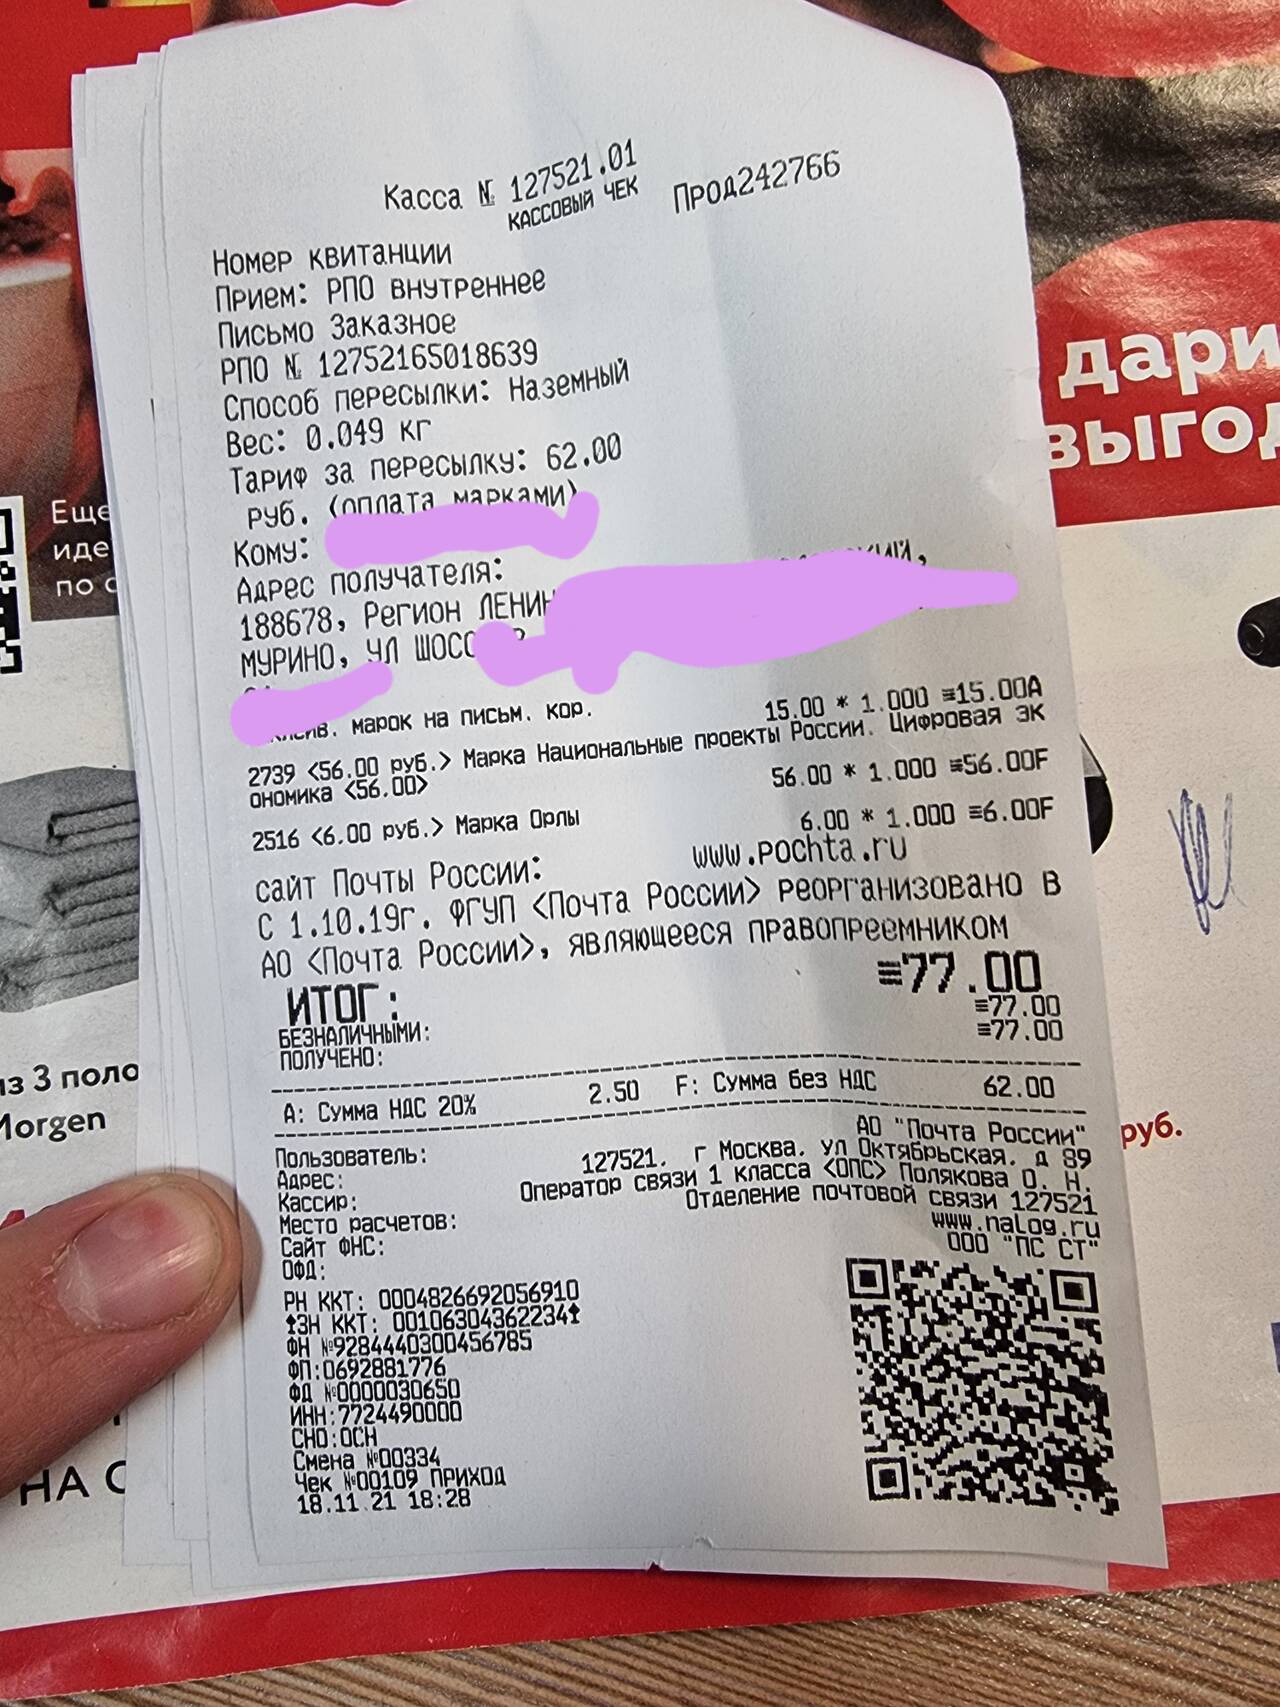 Касса № 127521.01 Прод242766
КАССОВЫЙ ЧЕК
Номер квитанции
Прием: РПО внутреннее
Письмо Заказное
РПО № 12752165018639
Способ пересылки: Наземный
Вес: 0.049 кг
Тариф за пересылку: 62.00
руб. (оплата марками)
Кому:
Адрес получателя:
188678, Регион
МУРИНО, УЛ
марок на письм. кор.
15.00 * 1.000 ≡15.00А
2739 <56.00 руб.> Марка Национальные проекты России. Цифровая эк
ономика <56.00>
56.00 * 1.000 ≡56.00F
2516 <6.00 руб.> Марка Орлы
6.00 * 1.000 ≡6.00F
сайт Почты России: www.pochta.ru
С 1.10.19г. ФГУП <Почта России> реорганизовано в
АО <Почта России>, являющееся правопреемником
ИТОГ: ≡77.00
БЕЗНАЛИЧНЫМИ: ≡77.00
ПОЛУЧЕНО: ≡77.00
А: Сумма НДС 20% 2.50 F: Сумма без НДС 62.00
Пользователь: АО "Почта России"
Адрес: 127521, г Москва, ул Октябрьская, д 89
Кассир: Оператор связи 1 класса <ОПС> Полякова О. Н.
Место расчетов: Отделение почтовой связи 127521
Сайт ФНС: www.nalog.ru
ОФД: ООО "ПС СТ"
РН ККТ: 0004826692056910
ЗН ККТ: 00106304362234
ФН №9284440300456785
ФП:0692881776
ФД №0000030650
ИНН:7724490000
СНО:ОСН
Смена №00334
Чек №00109 ПРИХОД
18.11.21 18:28
Еще
иде
по с
дари
выгод
из 3 поло
Morgen
руб.
НА С